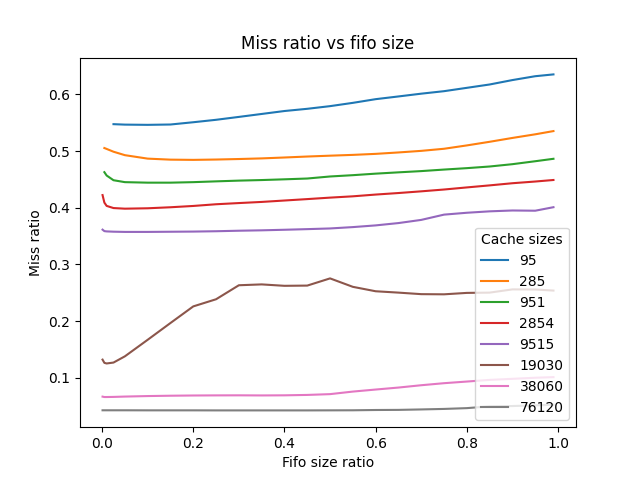 Miss ratio vs fifo size
Miss ratio
0.6
0.5
0.4
0.3
0.2
0.1
0.0 0.2 0.4 0.6 0.8 1.0
Fifo size ratio
Cache sizes
95
285
951
2854
9515
19030
38060
76120